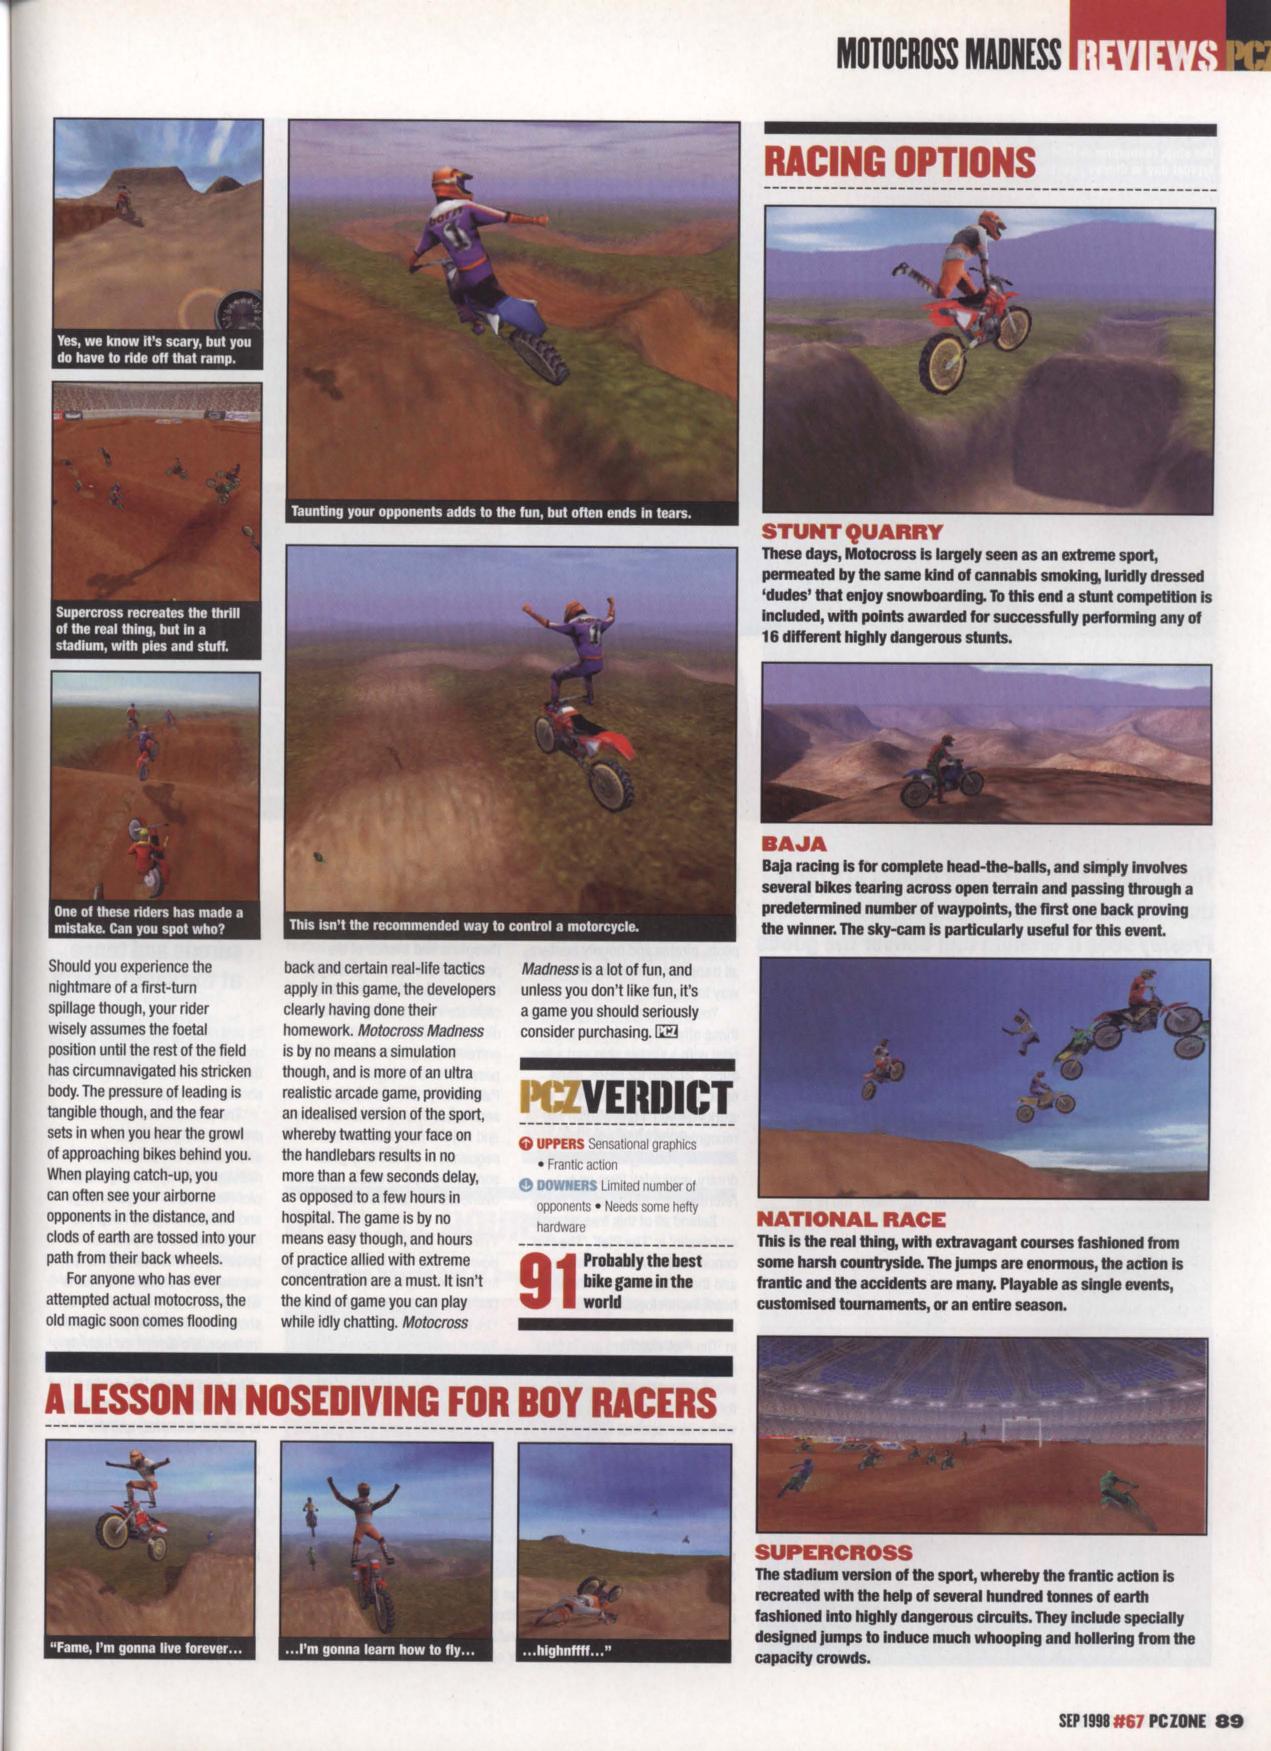 MOTOCROSS MADNESS REVIEWS PCZ
Yes, we know it's scary, but you
do have to ride off that ramp.
Supercross recreates the thrill
of the real thing, but in a
stadium, with pies and stuff.
One of these riders has made a
mistake. Can you spot who?
1
Taunting your opponents adds to the fun, but often ends in tears.
1
This isn't the recommended way to control a motorcycle.
Should you experience the
nightmare of a first-turn
spillage though, your rider
wisely assumes the foetal
position until the rest of the field
has circumnavigated his stricken
body. The pressure of leading is
tangible though, and the fear
sets in when you hear the growl
of approaching bikes behind you.
When playing catch-up, you
can often see your airborne
opponents in the distance, and
clods of earth are tossed into your
path from their back wheels.
For anyone who has ever
attempted actual motocross, the
old magic soon comes flooding
back and certain real-life tactics
apply in this game, the developers
clearly having done their
homework. Motocross Madness
is by no means a simulation
though, and is more of an ultra
realistic arcade game, providing
an idealised version of the sport,
whereby twatting your face on
the handlebars results in no
more than a few seconds delay,
as opposed to a few hours in
hospital. The game is by no
means easy though, and hours
of practice allied with extreme
concentration are a must. It isn't
the kind of game you can play
while idly chatting. Motocross
Madness is a lot of fun, and
unless you don't like fun, it's
a game you should seriously
consider purchasing. PCZ
PCZVERDICT
UPPERS Sensational graphics
• Frantic action
DOWNERS Limited number of
opponents • Needs some hefty
hardware
91 Probably the best
bike game in the
world
A LESSON IN NOSEDIVING FOR BOY RACERS
"Fame, I'm gonna live forever...
...I'm gonna learn how to fly...
...highnffff..."
RACING OPTIONS
STUNT QUARRY
These days, Motocross is largely seen as an extreme sport,
permeated by the same kind of cannabis smoking, luridly dressed
'dudes' that enjoy snowboarding. To this end a stunt competition is
included, with points awarded for successfully performing any of
16 different highly dangerous stunts.
BAJA
Baja racing is for complete head-the-balls, and simply involves
several bikes tearing across open terrain and passing through a
predetermined number of waypoints, the first one back proving
the winner. The sky-cam is particularly useful for this event.
NATIONAL RACE
This is the real thing, with extravagant courses fashioned from
some harsh countryside. The jumps are enormous, the action is
frantic and the accidents are many. Playable as single events,
customised tournaments, or an entire season.
SUPERCROSS
The stadium version of the sport, whereby the frantic action is
recreated with the help of several hundred tonnes of earth
fashioned into highly dangerous circuits. They include specially
designed jumps to induce much whooping and hollering from the
capacity crowds.
SEP 1998 #67 PC ZONE 89